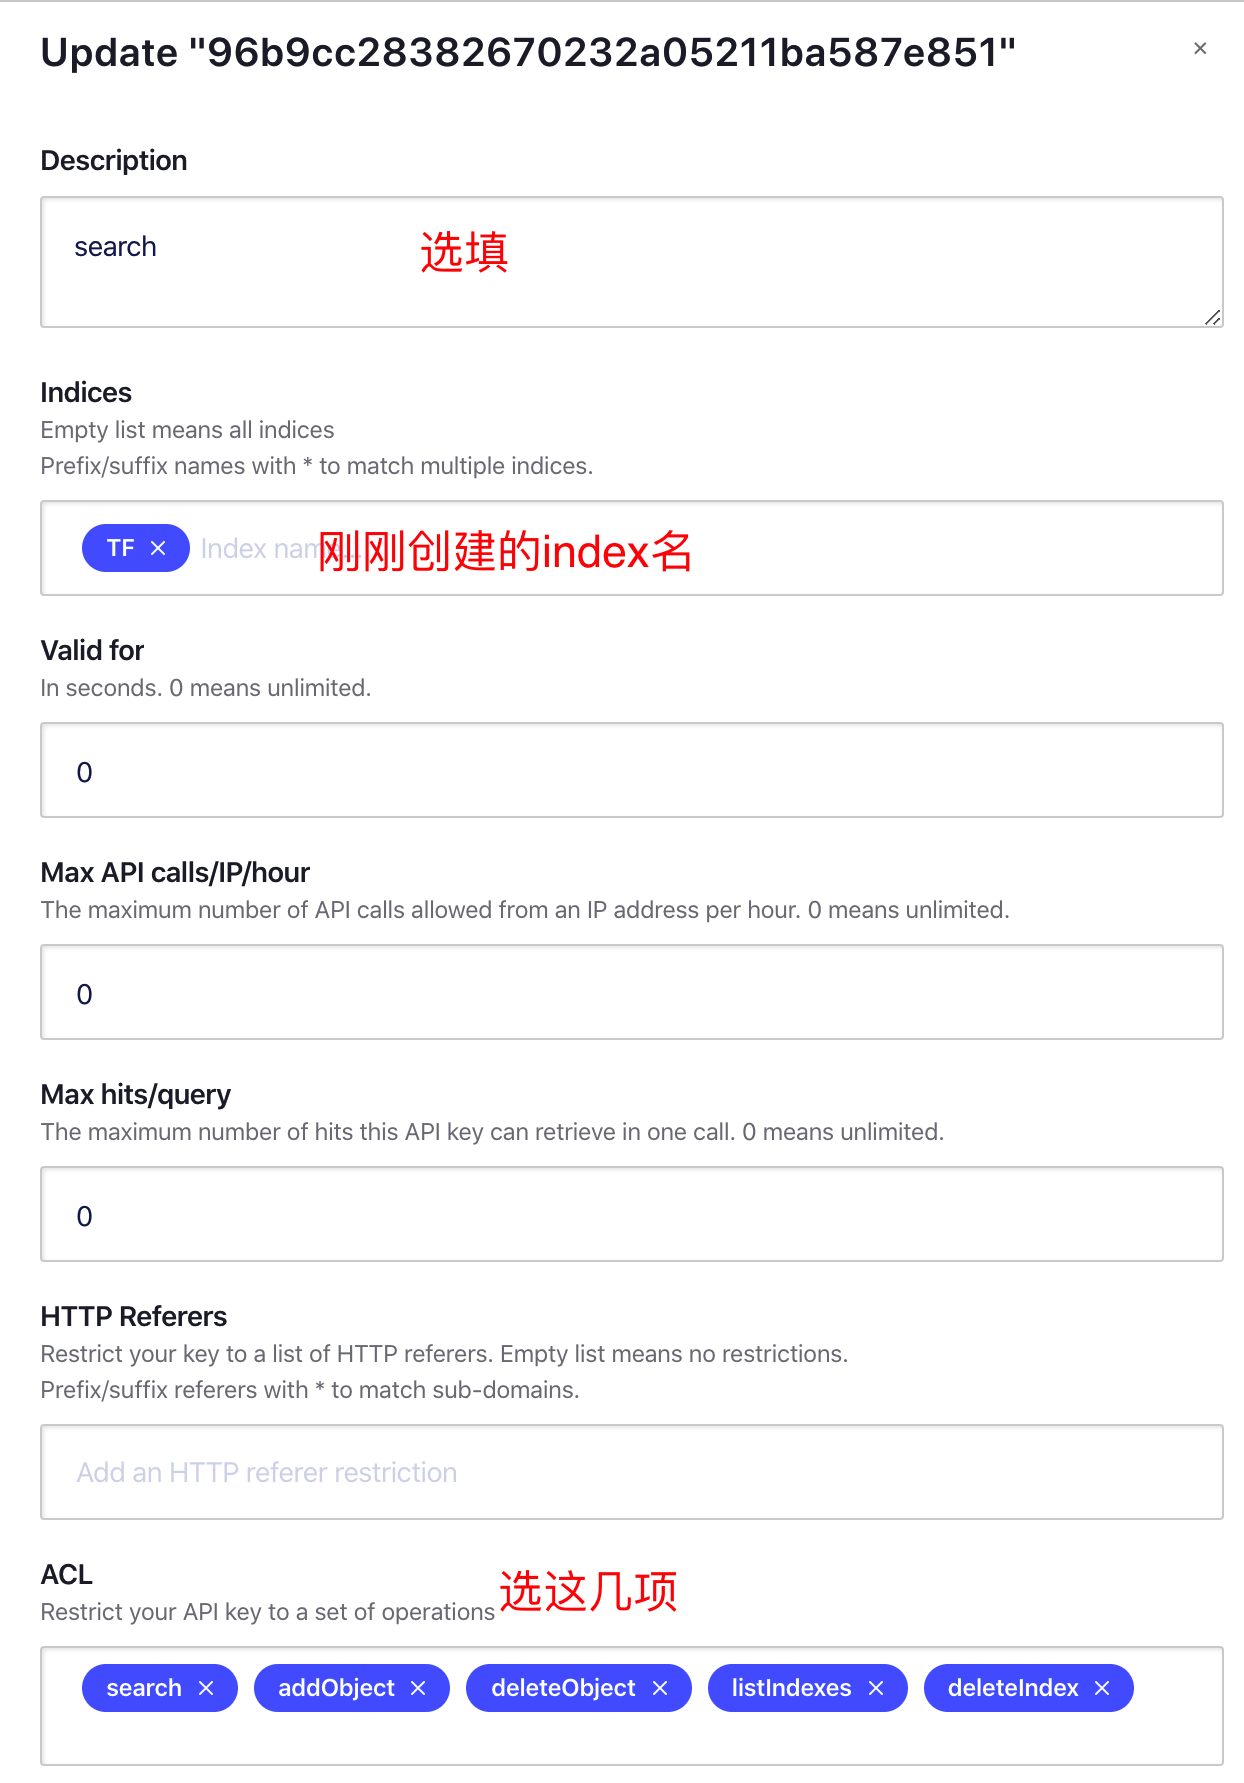 Update "96b9cc28382670232a05211ba587e851"
Description
search
选填
Indices
Empty list means all indices
Prefix/suffix names with * to match multiple indices.
TF × Index name...
刚刚创建的index名
Valid for
In seconds. 0 means unlimited.
0
Max API calls/IP/hour
The maximum number of API calls allowed from an IP address per hour. 0 means unlimited.
0
Max hits/query
The maximum number of hits this API key can retrieve in one call. 0 means unlimited.
0
HTTP Referers
Restrict your key to a list of HTTP referers. Empty list means no restrictions.
Prefix/suffix referers with * to match sub-domains.
Add an HTTP referer restriction
ACL
Restrict your API key to a set of operations
选这几项
search × addObject × deleteObject × listIndexes × deleteIndex ×